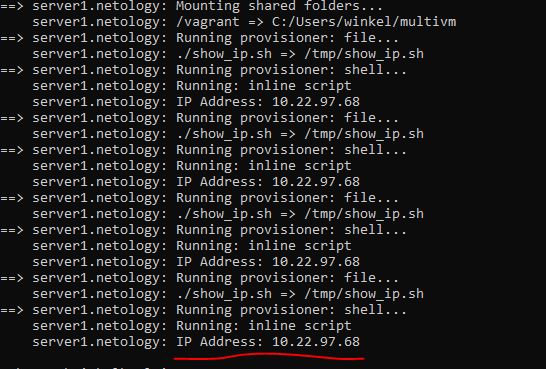 ==> server1.netology: Mounting shared folders...
    server1.netology: /vagrant => C:/Users/winkel/multivm
==> server1.netology: Running provisioner: file...
    server1.netology: ./show_ip.sh => /tmp/show_ip.sh
==> server1.netology: Running provisioner: shell...
    server1.netology: Running: inline script
    server1.netology: IP Address: 10.22.97.68
==> server1.netology: Running provisioner: file...
    server1.netology: ./show_ip.sh => /tmp/show_ip.sh
==> server1.netology: Running provisioner: shell...
    server1.netology: Running: inline script
    server1.netology: IP Address: 10.22.97.68
==> server1.netology: Running provisioner: file...
    server1.netology: ./show_ip.sh => /tmp/show_ip.sh
==> server1.netology: Running provisioner: shell...
    server1.netology: Running: inline script
    server1.netology: IP Address: 10.22.97.68
==> server1.netology: Running provisioner: file...
    server1.netology: ./show_ip.sh => /tmp/show_ip.sh
==> server1.netology: Running provisioner: shell...
    server1.netology: Running: inline script
    server1.netology: IP Address: 10.22.97.68